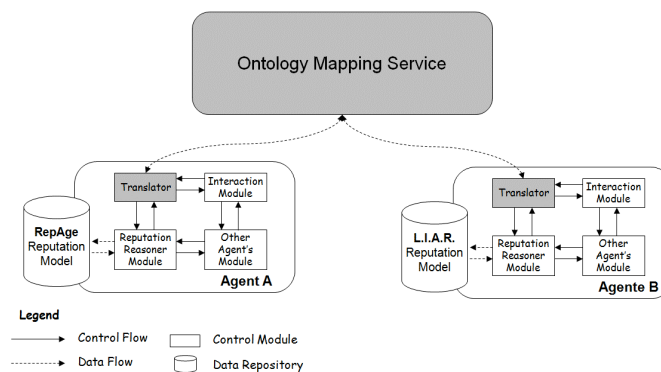 Ontology Mapping Service
Translator
Interaction
Module
RepAge
Reputation
Model
Reputation
Reasoner
Module
Other
Agent's
Module
Agent A
Translator
Interaction
Module
L.I.A.R.
Reputation
Model
Reputation
Reasoner
Module
Other
Agent's
Module
Agente B
Legend
Control Flow
Control Module
Data Flow
Data Repository